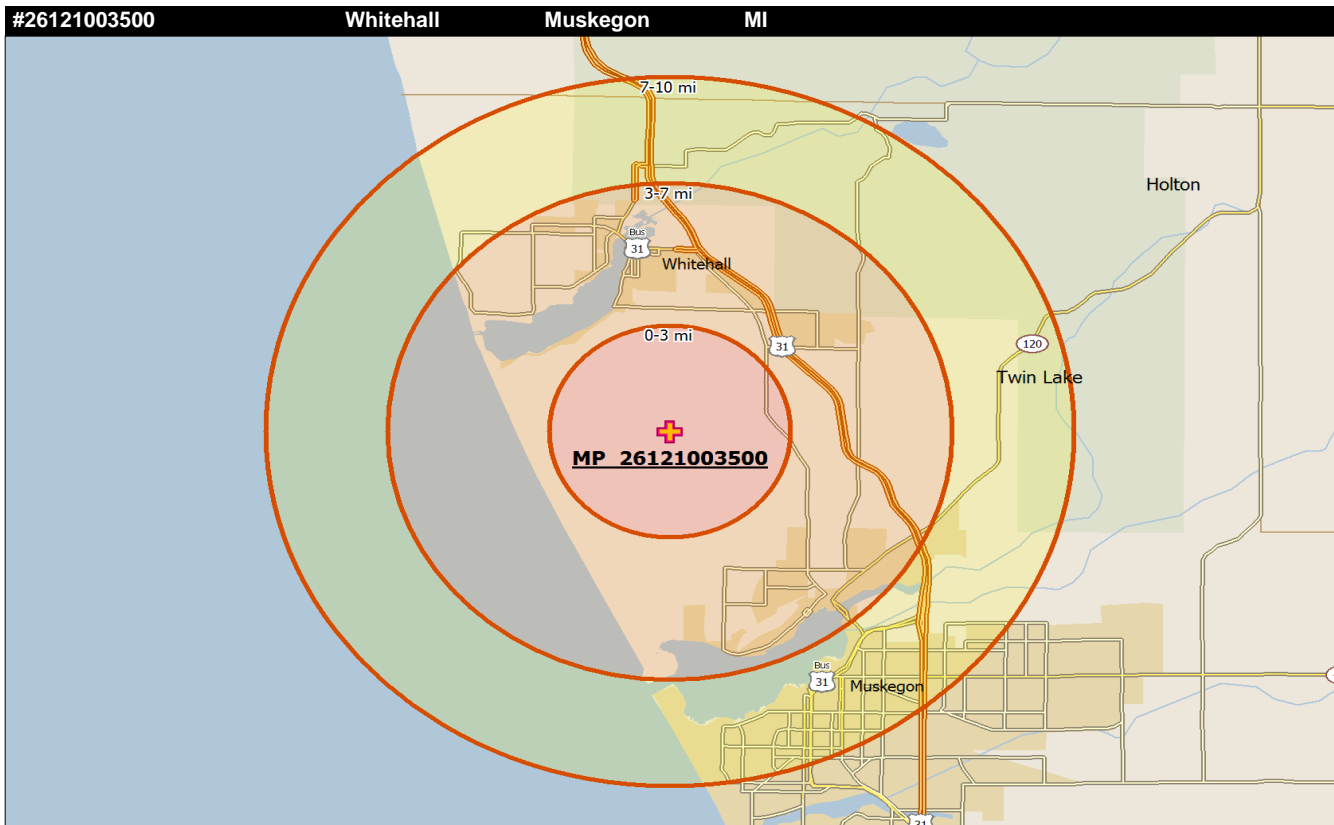 #26121003500 Whitehall Muskegon MI
7-10 mi
Holton
3-7 mi
Bus
31
Whitehall
0-3 mi
31
120
Twin Lake
MP 26121003500
Bus
31
Muskegon
31